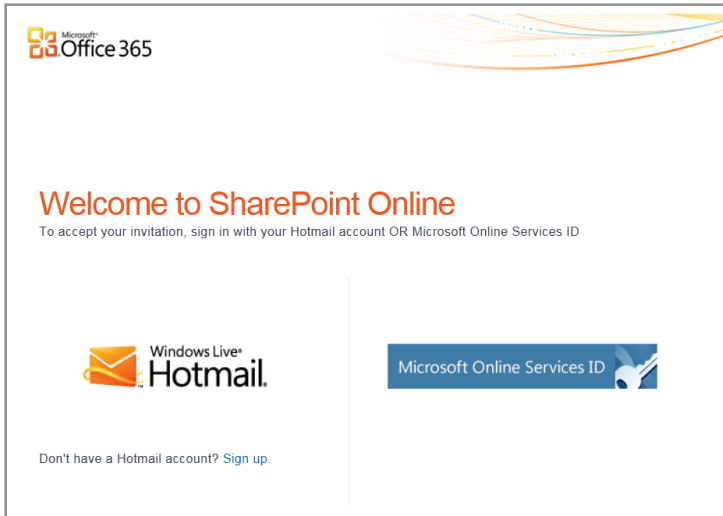 Microsoft®
Office 365
Welcome to SharePoint Online
To accept your invitation, sign in with your Hotmail account OR Microsoft Online Services ID
Windows Live®
Hotmail.
™
Microsoft Online Services ID
Don't have a Hotmail account? Sign up.